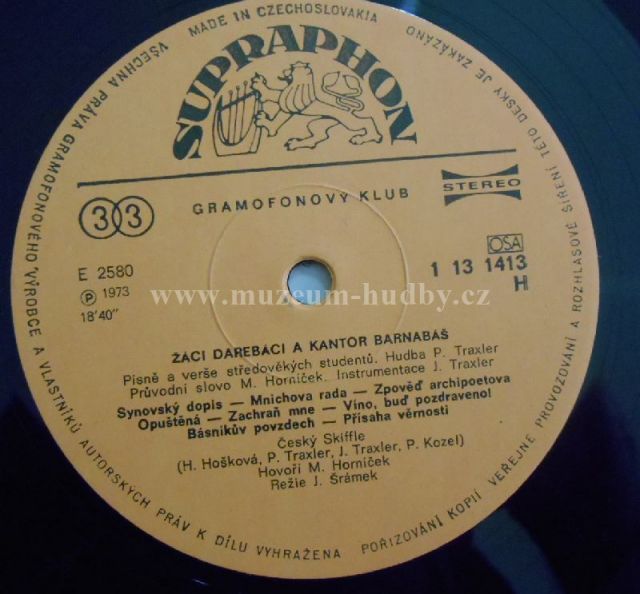 MADE IN CZECHOSLOVAKIA
SUPRAPHON
33
GRAMOFONOVÝ KLUB
STEREO
OSA
E 2580
1 13 1413
Ⓟ 1973
H
18′40″
www.muzeum-hudby.cz
ŽÁCI DAREBÁCI A KANTOR BARNABÁŠ
Písně a verše středověkých studentů. Hudba P. Traxler
Průvodní slovo M. Horníček. Instrumentace J. Traxler
Synovský dopis — Mnichova rada — Zpověď archipoetova
Opuštěná — Zachraň mne — Víno, buď pozdraveno!
Básníkův povzdech — Přísaha věrnosti
Český Skiffle
(H. Hošková, P. Traxler, J. Traxler, P. Kozel)
Hovoří M. Horníček
Režie J. Šrámek
VŠECHNA PRÁVA GRAMOFONOVÉHO VÝROBCE A VLASTNÍKŮ AUTORSKÝCH PRÁV K DÍLU VYHRAŽENA POŘIZOVÁNÍ KOPIÍ VEŘEJNÉ PROVOZOVÁNÍ A ROZHLASOVÉ ŠÍŘENÍ TÉTO DESKY JE ZAKÁZÁNO